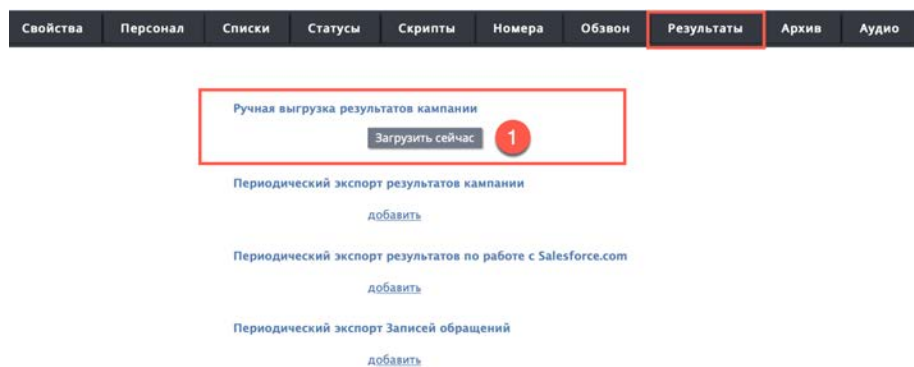 Свойства Персонал Списки Статусы Скрипты Номера Обзвон Результаты Архив Аудио
Ручная выгрузка результатов кампании
Загрузить сейчас 1
Периодический экспорт результатов кампании
добавить
Периодический экспорт результатов по работе с Salesforce.com
добавить
Периодический экспорт Записей обращений
добавить